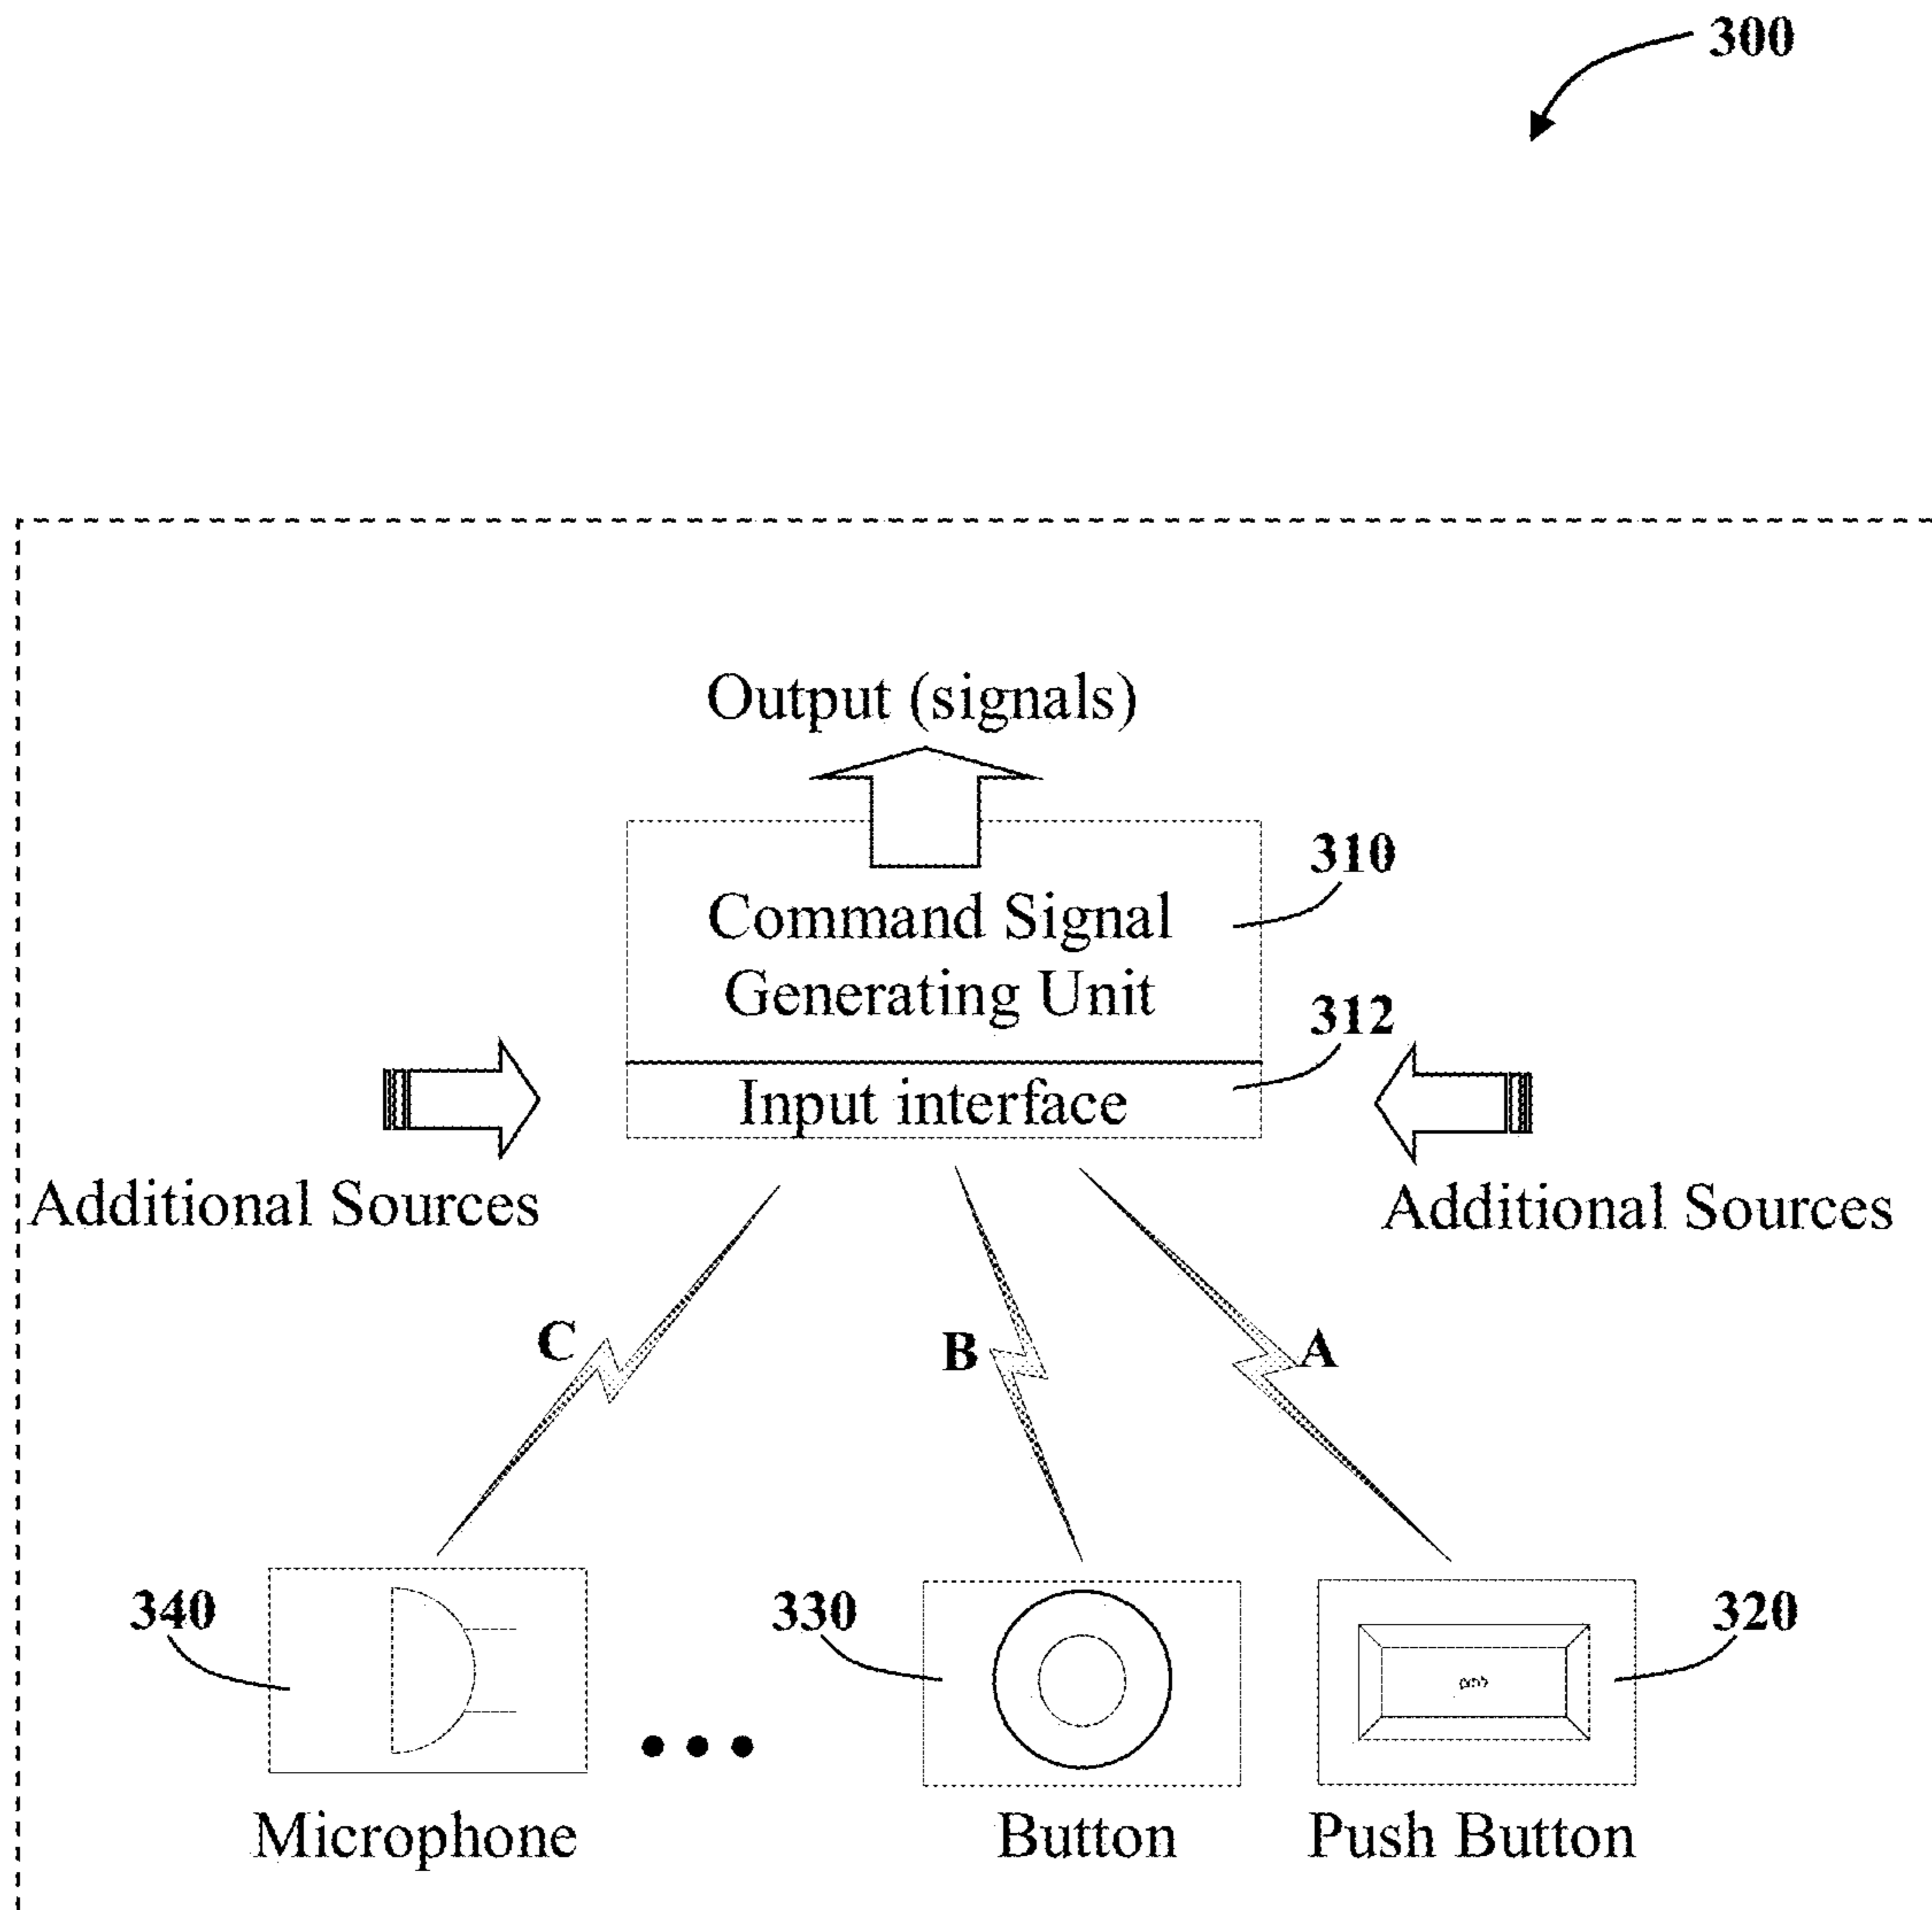 300
Output (signals)
310
Command Signal
Generating Unit
312
Input interface
Additional Sources
Additional Sources
C
B
A
340
330
320
Microphone
Button
Push Button